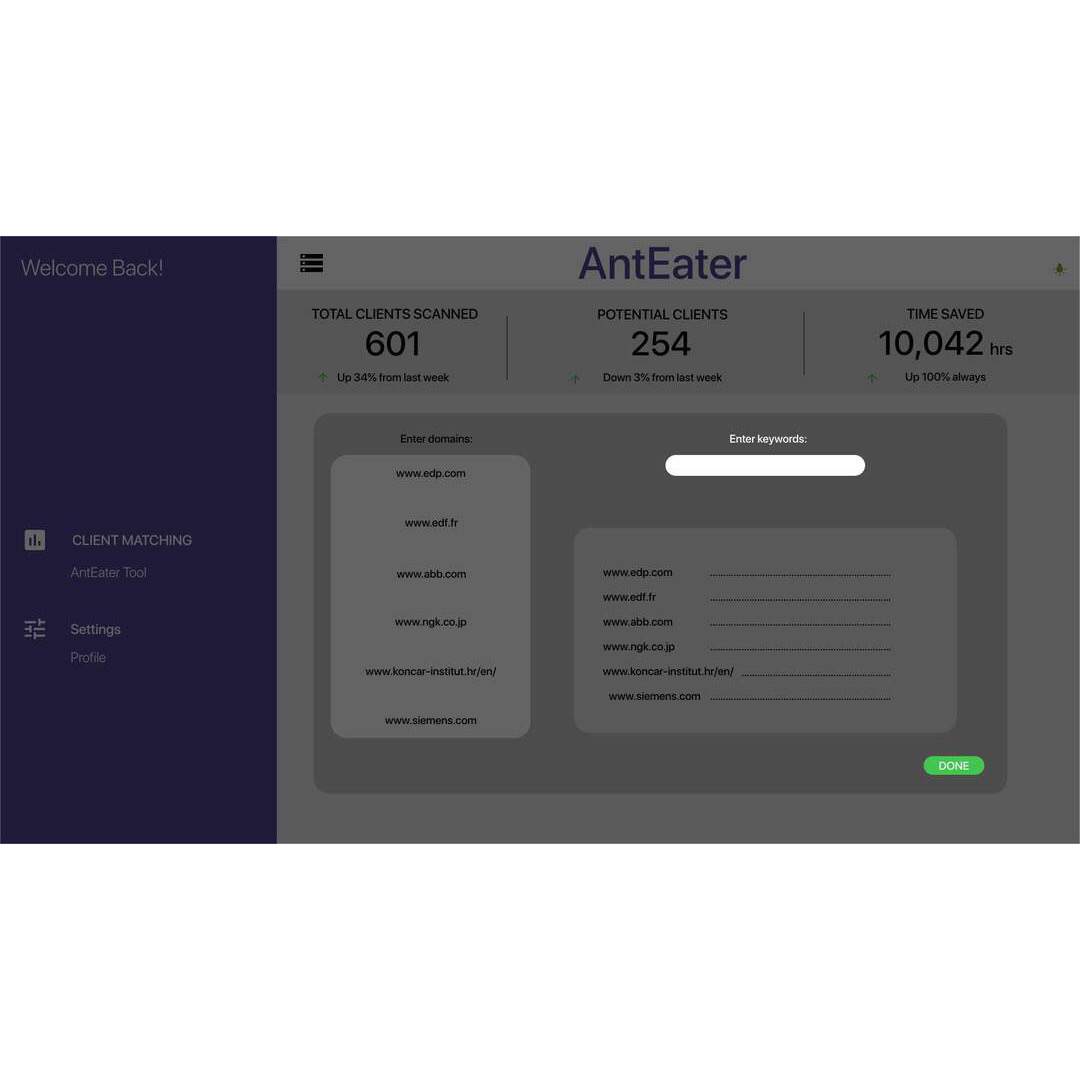 Welcome Back!
AntEater
TOTAL CLIENTS SCANNED
601
Up 34% from last week
POTENTIAL CLIENTS
254
Down 3% from last week
TIME SAVED
10,042 hrs
Up 100% always
CLIENT MATCHING
AntEater Tool
Settings
Profile
Enter domains:
www.edp.com
www.edf.fr
www.abb.com
www.ngk.co.jp
www.koncar-institut.hr/en/
www.siemens.com
Enter keywords:
www.edp.com
www.edf.fr
www.abb.com
www.ngk.co.jp
www.koncar-institut.hr/en/
www.siemens.com
DONE